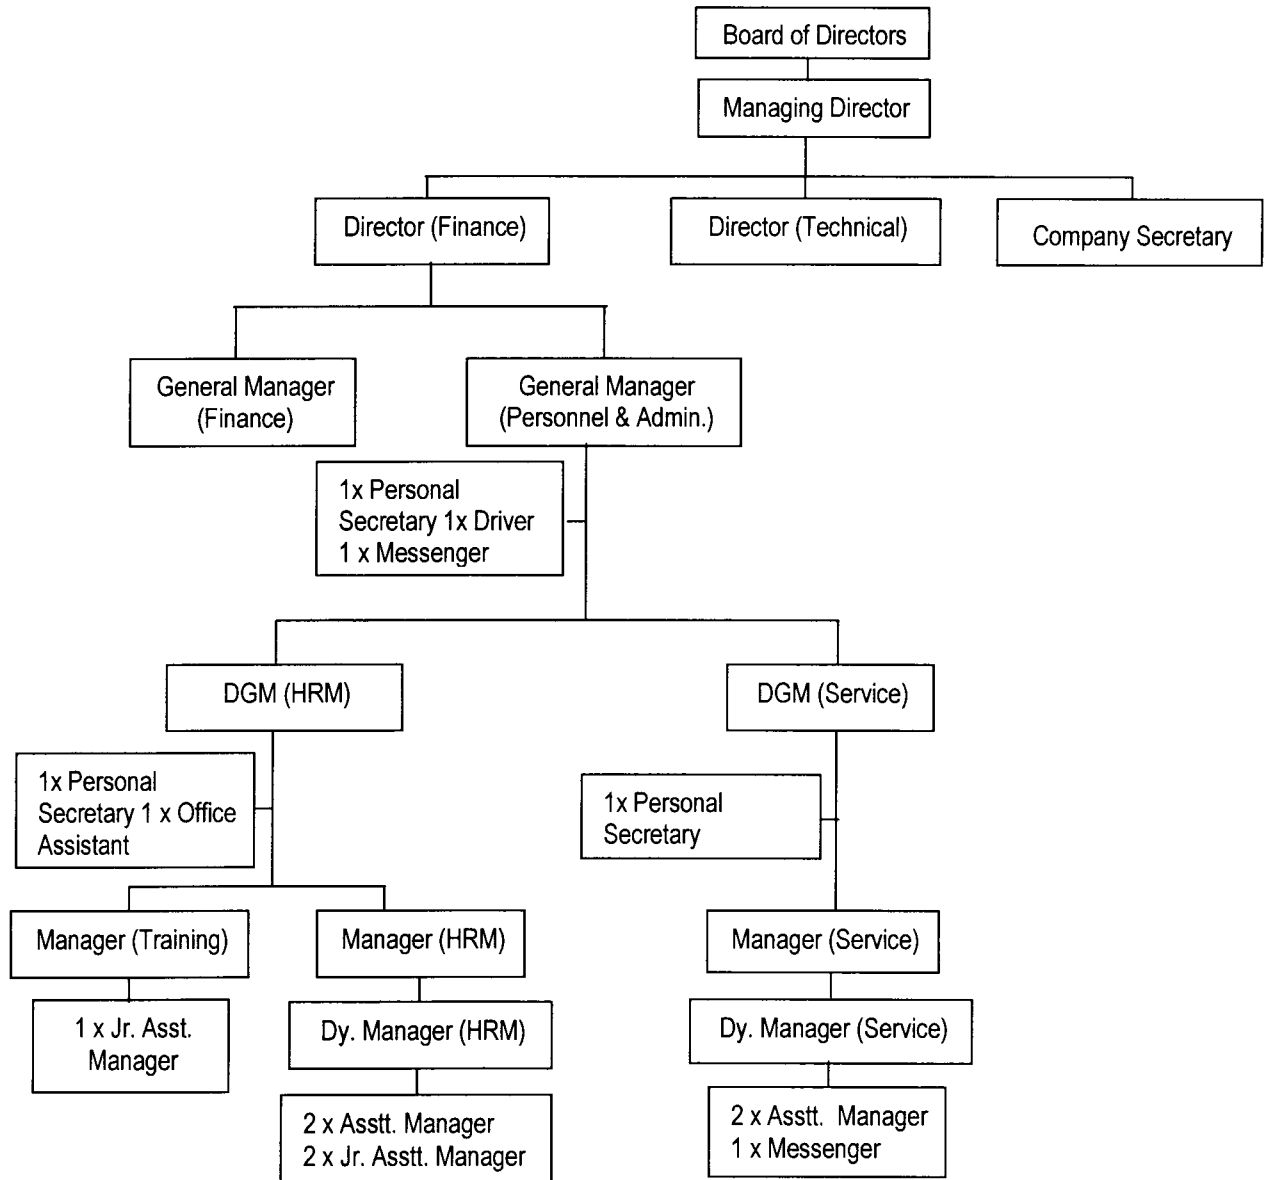 Board of Directors
Managing Director
Director (Finance)
Director (Technical)
Company Secretary
General Manager
(Finance)
General Manager
(Personnel & Admin.)
1x Personal
Secretary 1x Driver
1 x Messenger
DGM (HRM)
DGM (Service)
1x Personal
Secretary 1 x Office
Assistant
1x Personal
Secretary
Manager (Training)
Manager (HRM)
Manager (Service)
1 x Jr. Asst.
Manager
Dy. Manager (HRM)
Dy. Manager (Service)
2 x Asstt. Manager
2 x Jr. Asstt. Manager
2 x Asstt. Manager
1 x Messenger